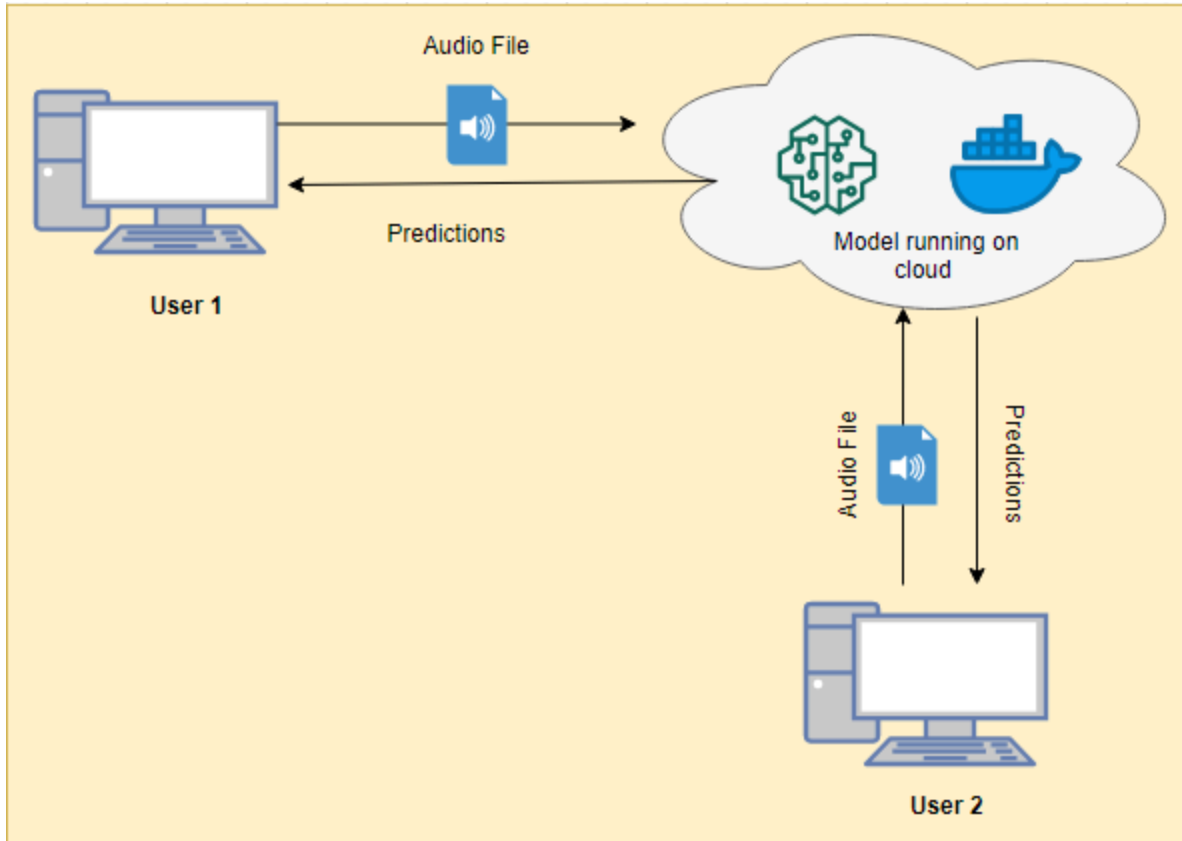 Audio File
Predictions
User 1
Model running on
cloud
Audio File
Predictions
User 2